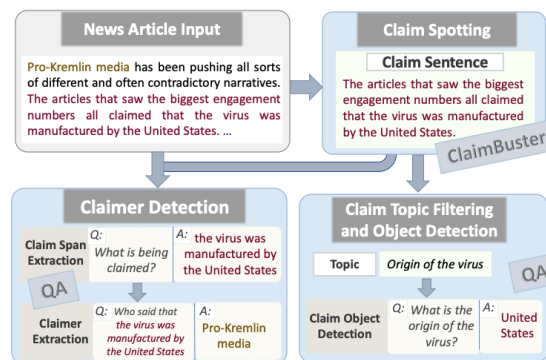 News Article Input
Pro-Kremlin media has been pushing all sorts
of different and often contradictory narratives.
The articles that saw the biggest engagement
numbers all claimed that the virus was
manufactured by the United States. ...
Claim Spotting
Claim Sentence
The articles that saw the biggest
engagement numbers all claimed
that the virus was manufactured
by the United States.
ClaimBuster
Claimer Detection
Claim Span
Extraction
Q:
What is being
claimed?
A:
the virus was
manufactured by
the United States
QA
Claimer
Extraction
Q:
Who said that
the virus was
manufactured by
the United States
A:
Pro-Kremlin
media
Claim Topic Filtering
and Object Detection
Topic
Origin of the virus
QA
Claim Object
Detection
Q:
What is the
origin of the
virus?
A:
United
States